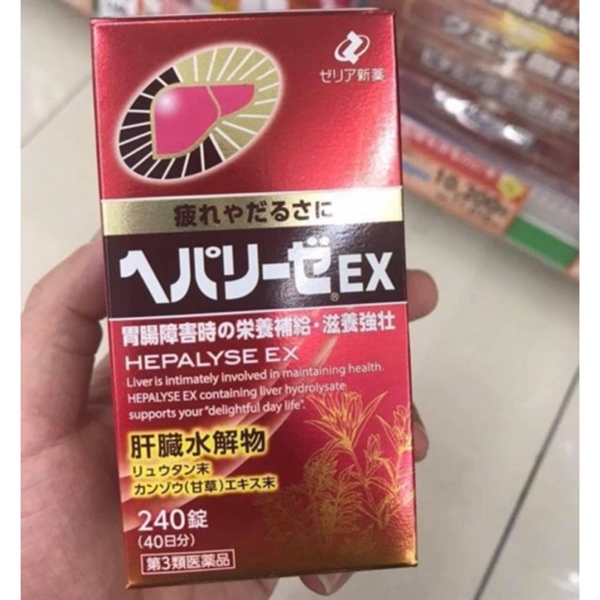 ゼリア新薬
疲れやだるさに
ヘパリーゼ®EX
胃腸障害時の栄養補給・滋養強壮
HEPALYSE EX
Liver is intimately involved in maintaining health.
HEPALYSE EX containing liver hydrolysate
supports your "delightful day life".
肝臓水解物
リュウタン末
カンゾウ(甘草)エキス末
240錠
(40日分)
第3類医薬品
10,200